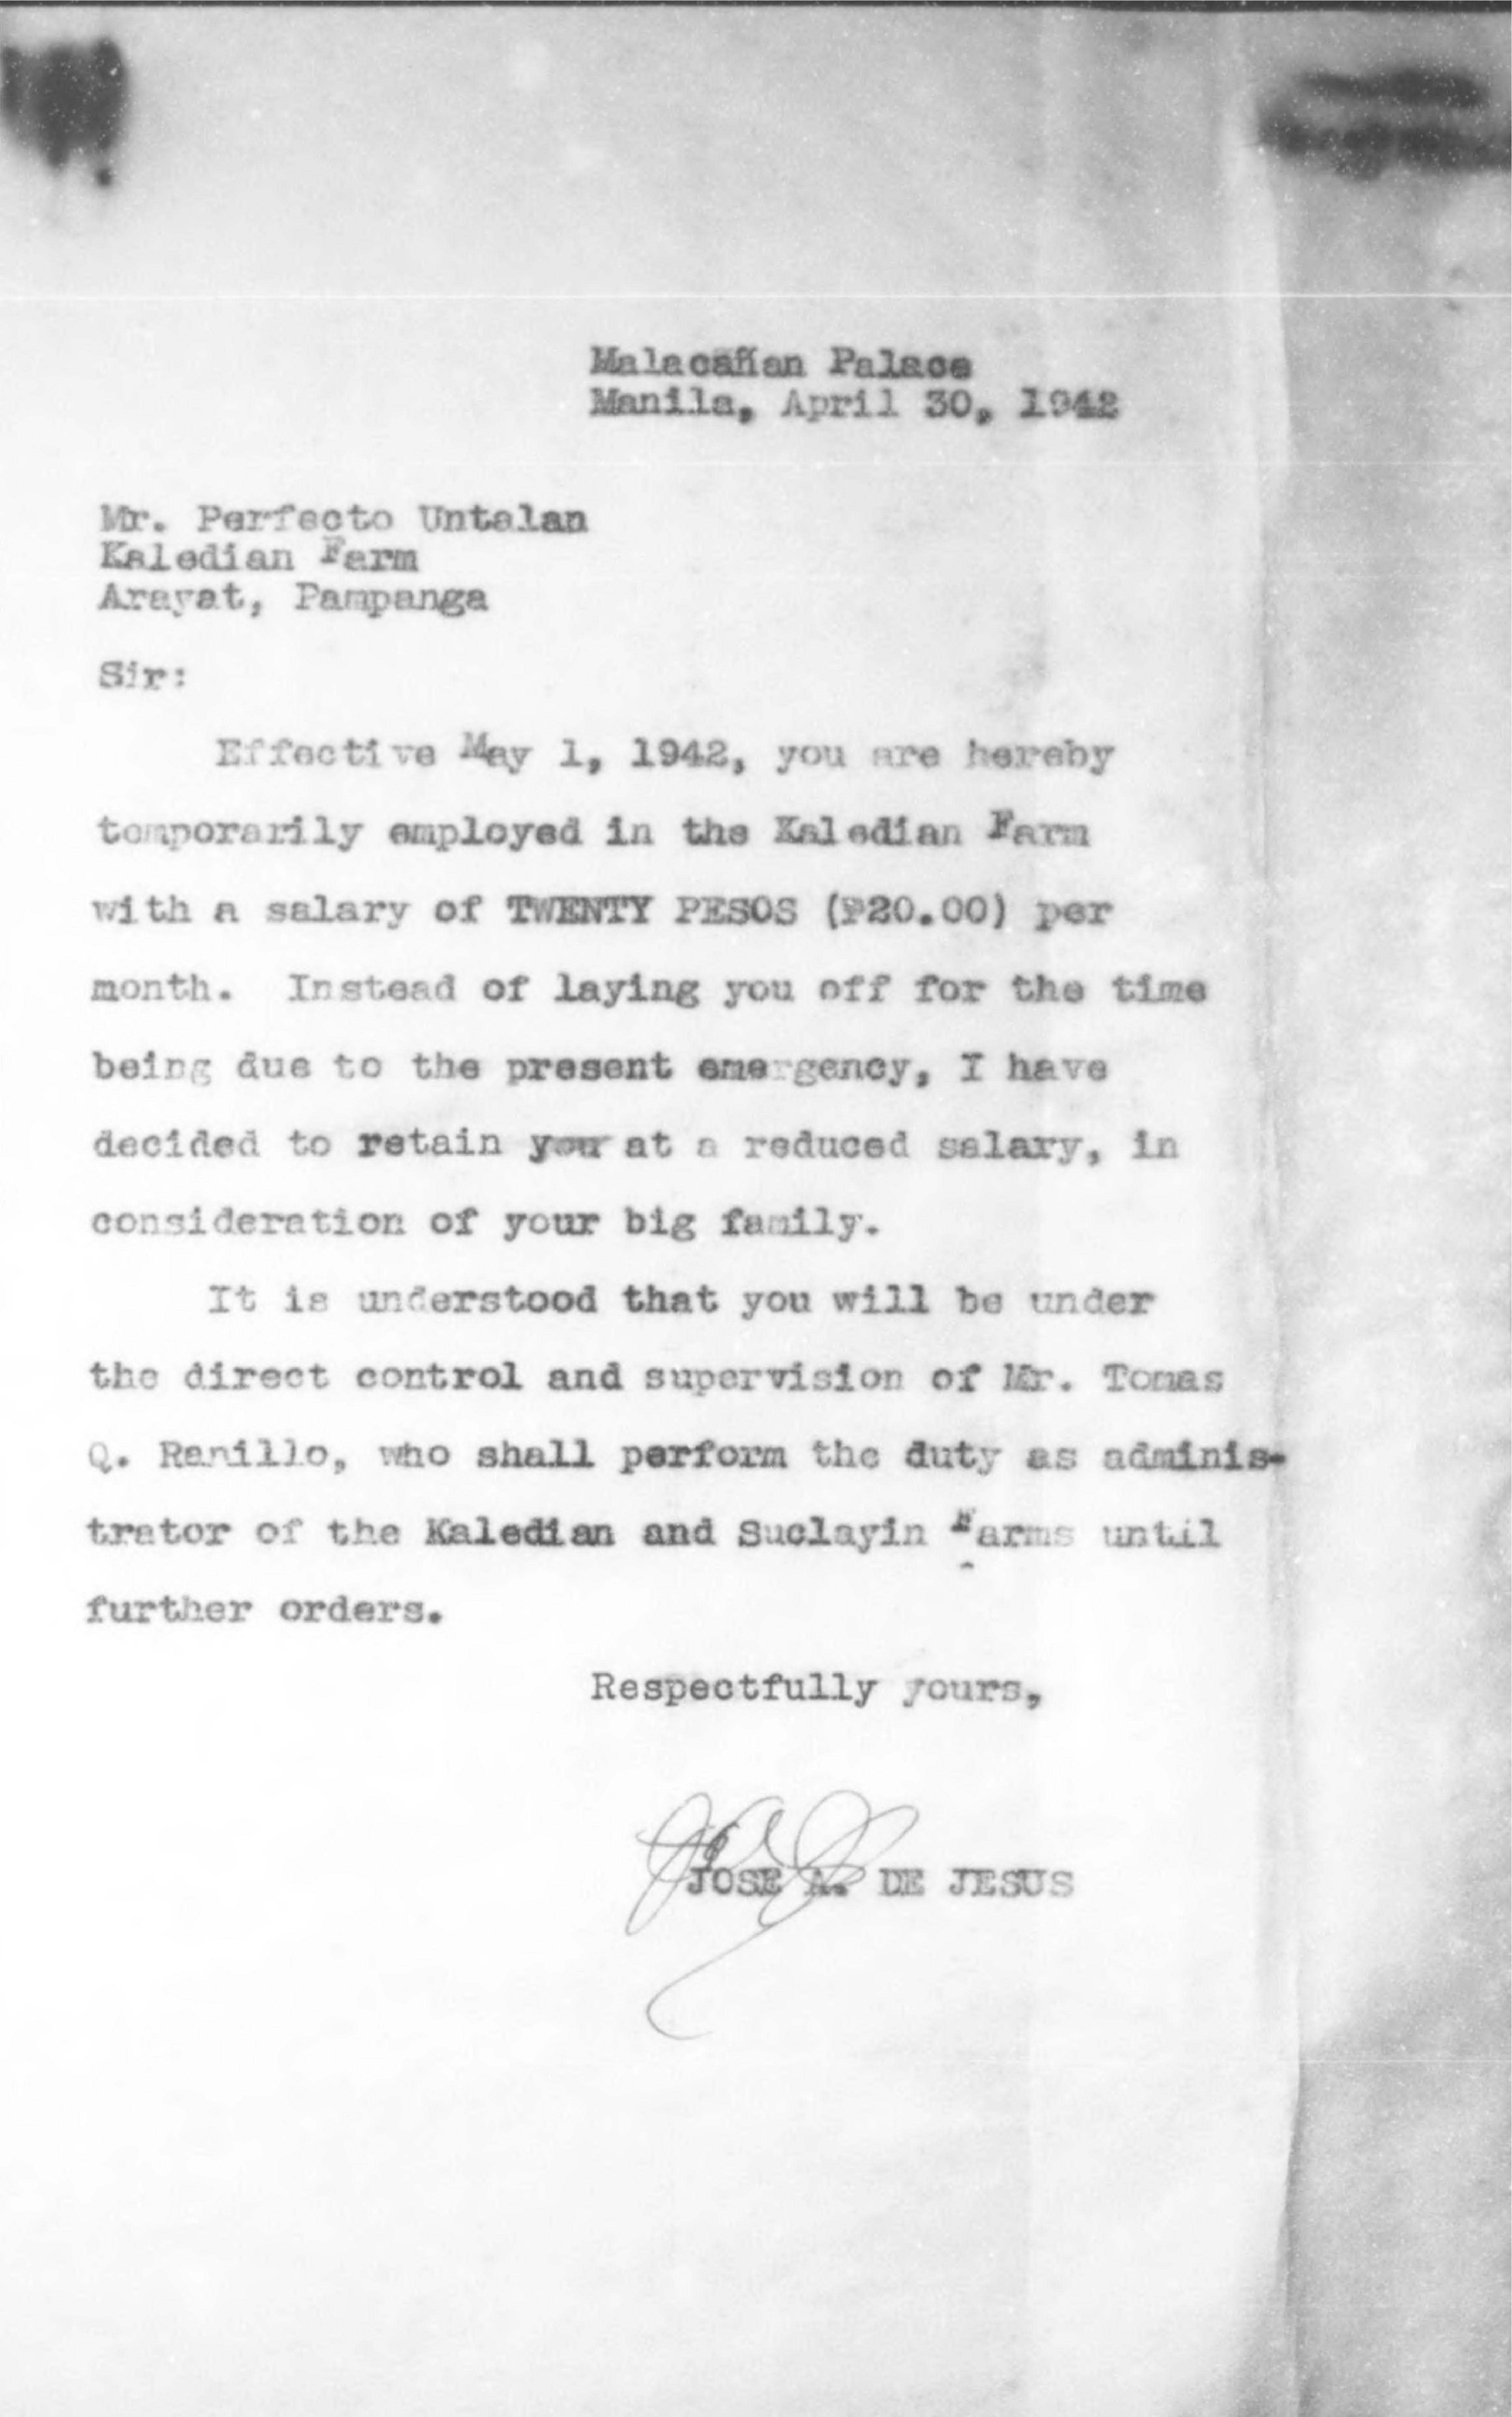 Malacañan Palace
Manila, April 30, 1942
Mr. Perfecto Untalan
Kaledian Farm
Arayat, Pampanga
Sir:
Effective May 1, 1942, you are hereby
temporarily employed in the Kaledian Farm
with a salary of TWENTY PESOS (₱20.00) per
month. Instead of laying you off for the time
being due to the present emergency, I have
decided to retain you at a reduced salary, in
consideration of your big family.
It is understood that you will be under
the direct control and supervision of Mr. Tomas
Q. Ranillo, who shall perform the duty as adminis-
trator of the Kaledian and Suclayin Farms until
further orders.
Respectfully yours,
JOSE A. DE JESUS